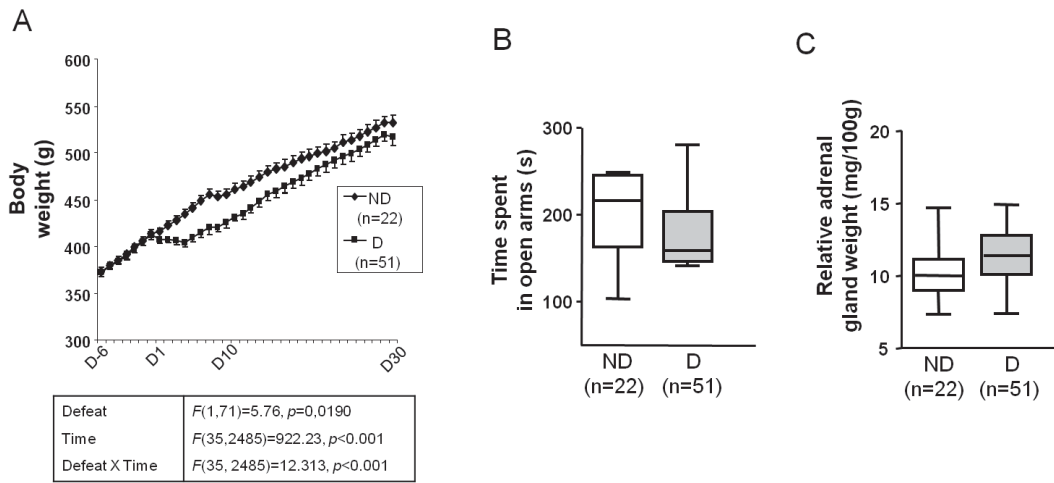 A
600
550
500
450
400
350
300
Body
weight (g)
ND
(n=22)
D
(n=51)
D-6
D1
D10
D30
Defeat F(1,71)=5.76, p=0,0190
Time F(35,2485)=922.23, p<0.001
Defeat X Time F(35, 2485)=12.313, p<0.001
B
Time spent
in open arms (s)
300
200
100
ND
(n=22)
D
(n=51)
C
Relative adrenal
gland weight (mg/100g)
20
15
10
5
ND
(n=22)
D
(n=51)